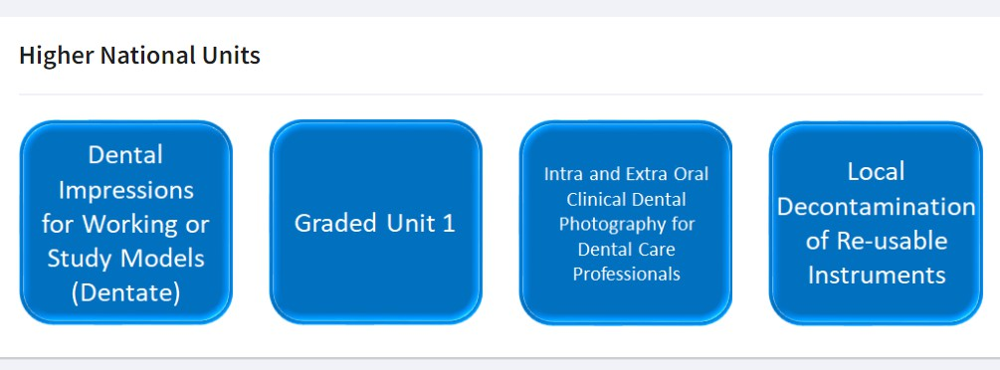 Higher National Units
Dental
Impressions
for Working or
Study Models
(Dentate)
Graded Unit 1
Intra and Extra Oral
Clinical Dental
Photography for
Dental Care
Professionals
Local
Decontamination
of Re-usable
Instruments